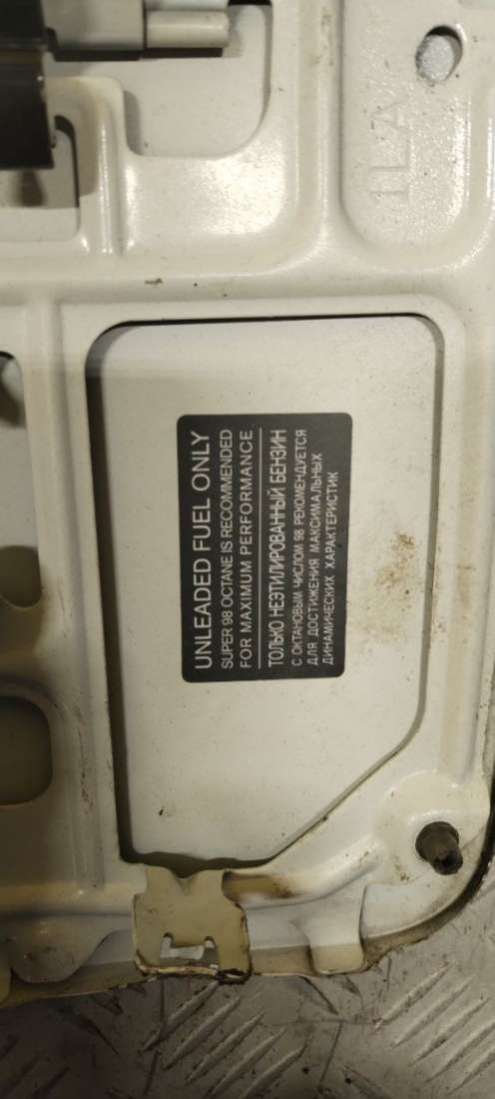 UNLEADED FUEL ONLY
SUPER 98 OCTANE IS RECOMMENDED
FOR MAXIMUM PERFORMANCE
ТОЛЬКО НЕЭТИЛИРОВАННЫЙ БЕНЗИН
С ОКТАНОВЫМ ЧИСЛОМ 98 РЕКОМЕНДУЕТСЯ
ДЛЯ ДОСТИЖЕНИЯ МАКСИМАЛЬНЫХ
ДИНАМИЧЕСКИХ ХАРАКТЕРИСТИК
1LA